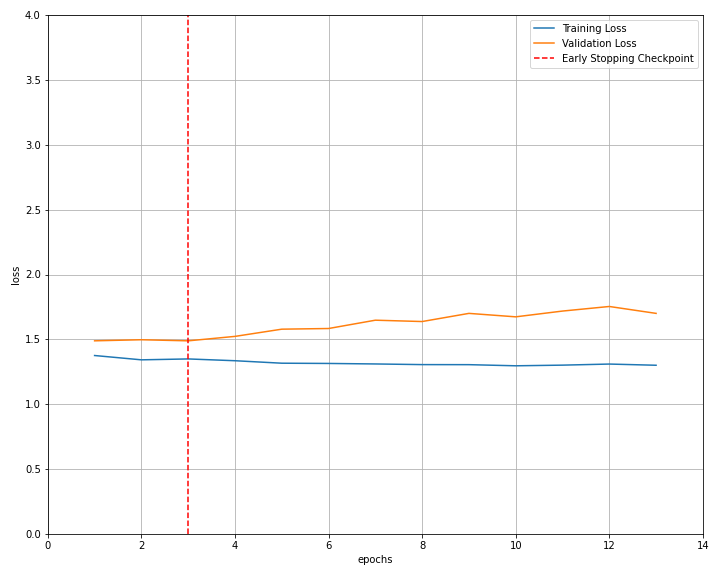 Training Loss
Validation Loss
Early Stopping Checkpoint
4.0
3.5
3.0
2.5
2.0
1.5
1.0
0.5
0.0
loss
0 2 4 6 8 10 12 14
epochs